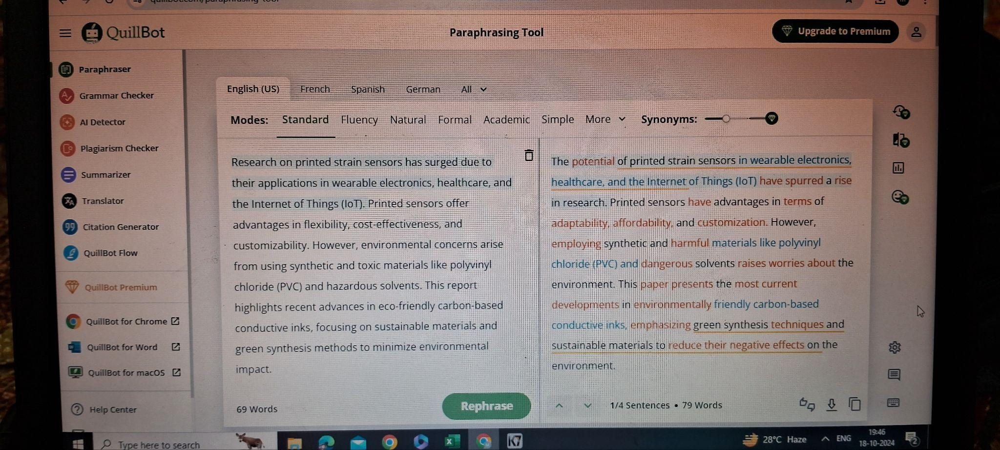 QuillBot
Paraphrasing Tool
Upgrade to Premium
Paraphraser
Grammar Checker
AI Detector
Plagiarism Checker
Summarizer
Translator
Citation Generator
QuillBot Flow
QuillBot Premium
QuillBot for Chrome
QuillBot for Word
QuillBot for macOS
Help Center
English (US) French Spanish German All
Modes: Standard Fluency Natural Formal Academic Simple More Synonyms:
Research on printed strain sensors has surged due to
their applications in wearable electronics, healthcare, and
the Internet of Things (IoT). Printed sensors offer
advantages in flexibility, cost-effectiveness, and
customizability. However, environmental concerns arise
from using synthetic and toxic materials like polyvinyl
chloride (PVC) and hazardous solvents. This report
highlights recent advances in eco-friendly carbon-based
conductive inks, focusing on sustainable materials and
green synthesis methods to minimize environmental
impact.
69 Words
Rephrase
The potential of printed strain sensors in wearable electronics,
healthcare, and the Internet of Things (IoT) have spurred a rise
in research. Printed sensors have advantages in terms of
adaptability, affordability, and customization. However,
employing synthetic and harmful materials like polyvinyl
chloride (PVC) and dangerous solvents raises worries about the
environment. This paper presents the most current
developments in environmentally friendly carbon-based
conductive inks, emphasizing green synthesis techniques and
sustainable materials to reduce their negative effects on the
environment.
1/4 Sentences • 79 Words
Type here to search
K7
28°C Haze
ENG
19:46
18-10-2024
2